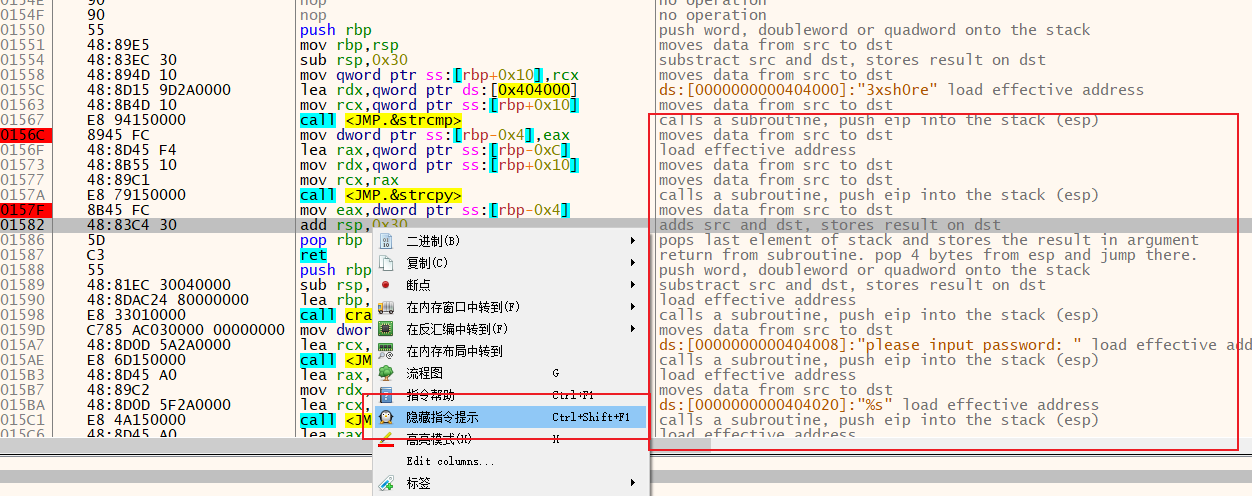 0154E 90 nop no operation
0154F 90 nop no operation
01550 55 push rbp push word, doubleword or quadword onto the stack
01551 48:89E5 mov rbp,rsp moves data from src to dst
01554 48:83EC 30 sub rsp,0x30 substract src and dst, stores result on dst
01558 48:894D 10 mov qword ptr ss:[rbp+0x10],rcx moves data from src to dst
0155C 48:8D15 9D2A0000 lea rdx,qword ptr ds:[0x404000] ds:[0000000000404000]:"3xsh0re" load effective address
01563 48:8B4D 10 mov rcx,qword ptr ss:[rbp+0x10] moves data from src to dst
01567 E8 94150000 call <JMP.&strcmp> calls a subroutine, push eip into the stack (esp)
0156C 8945 FC mov dword ptr ss:[rbp-0x4],eax moves data from src to dst
0156F 48:8D45 F4 lea rax,qword ptr ss:[rbp-0xC] load effective address
01573 48:8B55 10 mov rdx,qword ptr ss:[rbp+0x10] moves data from src to dst
01577 48:89C1 mov rcx,rax moves data from src to dst
0157A E8 79150000 call <JMP.&strcpy> calls a subroutine, push eip into the stack (esp)
0157F 8B45 FC mov eax,dword ptr ss:[rbp-0x4] moves data from src to dst
01582 48:83C4 30 add rsp,0x30 adds src and dst, stores result on dst
01586 5D pop rbp 二进制(B) pops last element of stack and stores the result in argument
01587 C3 ret 复制(C) return from subroutine. pop 4 bytes from esp and jump there.
01588 55 push rbp push word, doubleword or quadword onto the stack
01589 48:81EC 30040000 sub rsp, 断点 substract src and dst, stores result on dst
01590 48:8DAC24 80000000 lea rbp, 在内存窗口中转到(F) load effective address
01598 E8 33010000 call cra calls a subroutine, push eip into the stack (esp)
0159D C785 AC030000 00000000 mov dwor 在反汇编中转到(F) moves data from src to dst
015A7 48:8D0D 5A2A0000 lea rcx, 在内存布局中转到 ds:[0000000000404008]:"please input password: " load effective add
015AE E8 6D150000 call <JM calls a subroutine, push eip into the stack (esp)
015B3 48:8D45 A0 lea rax, 流程图 G load effective address
015B7 48:89C2 mov rdx, 指令帮助 Ctrl+F1 moves data from src to dst
015BA 48:8D0D 5F2A0000 lea rcx, ds:[0000000000404020]:"%s" load effective address
015C1 E8 4A150000 call <JM 隐藏指令提示 Ctrl+Shift+F1 calls a subroutine, push eip into the stack (esp)
015C6 48:8D45 A0 lea rax 高亮模式(H) H load effective address
Edit columns...
标签